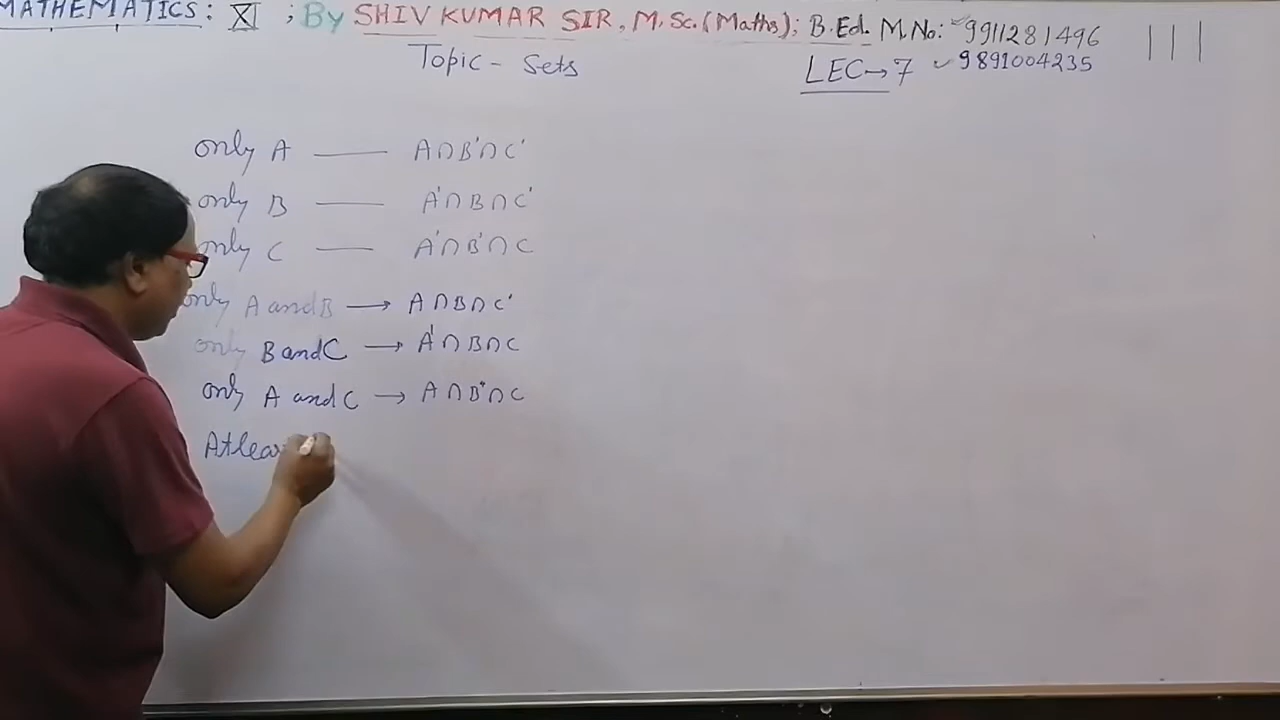 MATHEMATICS: XI ; By SHIV KUMAR SIR, M.Sc.(Maths); B.Ed. M.No: 9911281496
9891004235
Topic - Sets
LEC→7
only A —— A∩B'∩C'
only B —— A'∩B∩C'
only C —— A'∩B'∩C
only A and B → A∩B∩C'
only B and C → A'∩B∩C
only A and C → A∩B'∩C
Atleas